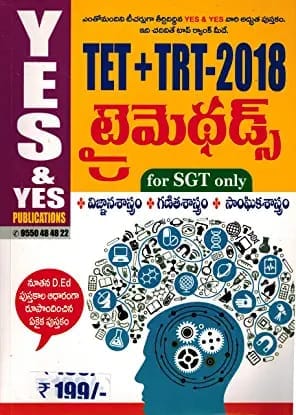 ఎంతోమందిని టీచర్లుగా తీర్చిదిద్దిన YES & YES వారి అద్భుత పుస్తకం.
ఇది చదివితే టాప్ ర్యాంక్ మీదే.
YES
&
YES
PUBLICATIONS
✆ 9550 48 48 22
TET+TRT-2018
ట్రైమెథడ్స్
for SGT only
+ విజ్ఞానశాస్త్రం + గణితశాస్త్రం + సాంఘికశాస్త్రం
నూతన D.Ed
పుస్తకాల ఆధారంగా
రూపొందించిన
ఏకైక పుస్తకం
₹ 199/-